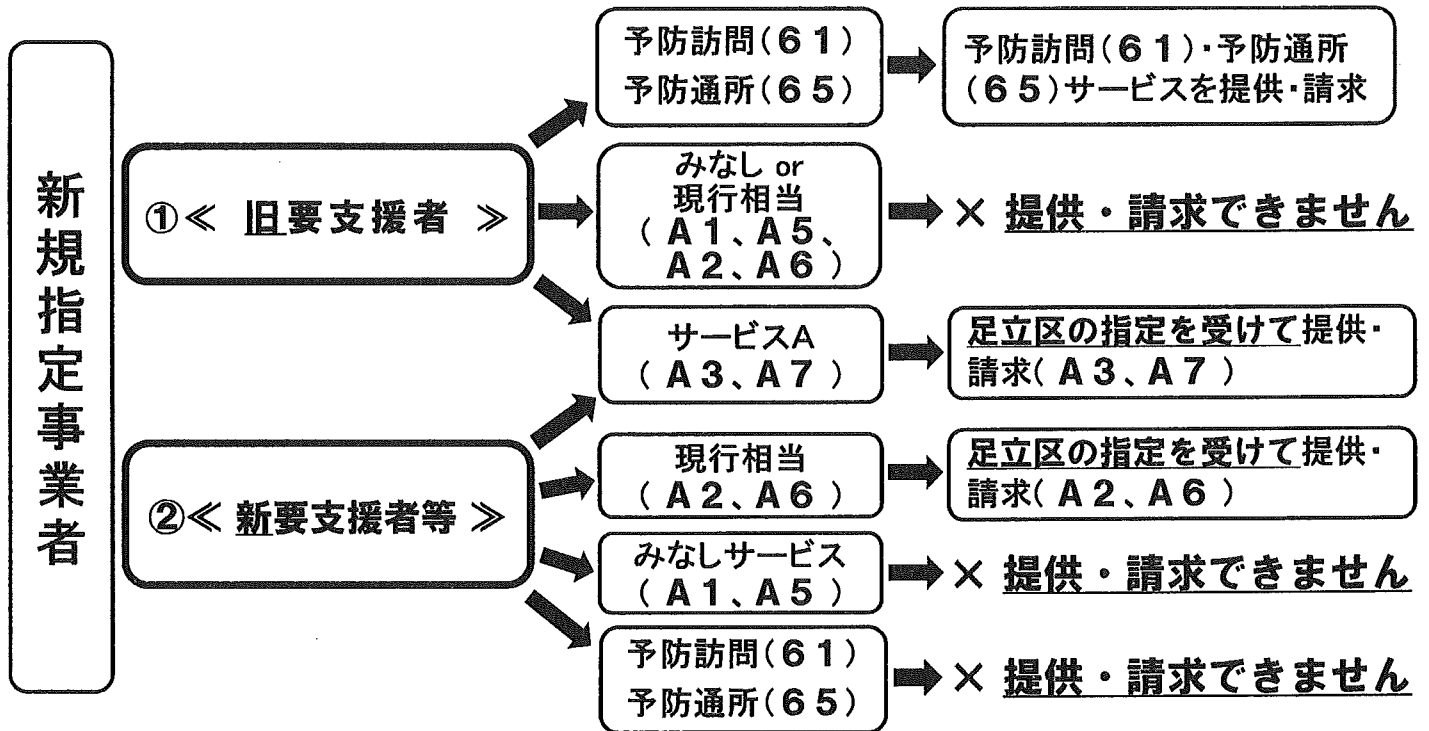 新規指定事業者
①≪ 旧要支援者 ≫
予防訪問(61)
予防通所(65)
予防訪問(61)・予防通所
(65)サービスを提供・請求
みなし or
現行相当
(A1、A5、
A2、A6)
× 提供・請求できません
サービスA
(A3、A7)
足立区の指定を受けて提供・
請求(A3、A7)
②≪ 新要支援者等 ≫
現行相当
(A2、A6)
足立区の指定を受けて提供・
請求(A2、A6)
みなしサービス
(A1、A5)
× 提供・請求できません
予防訪問(61)
予防通所(65)
× 提供・請求できません